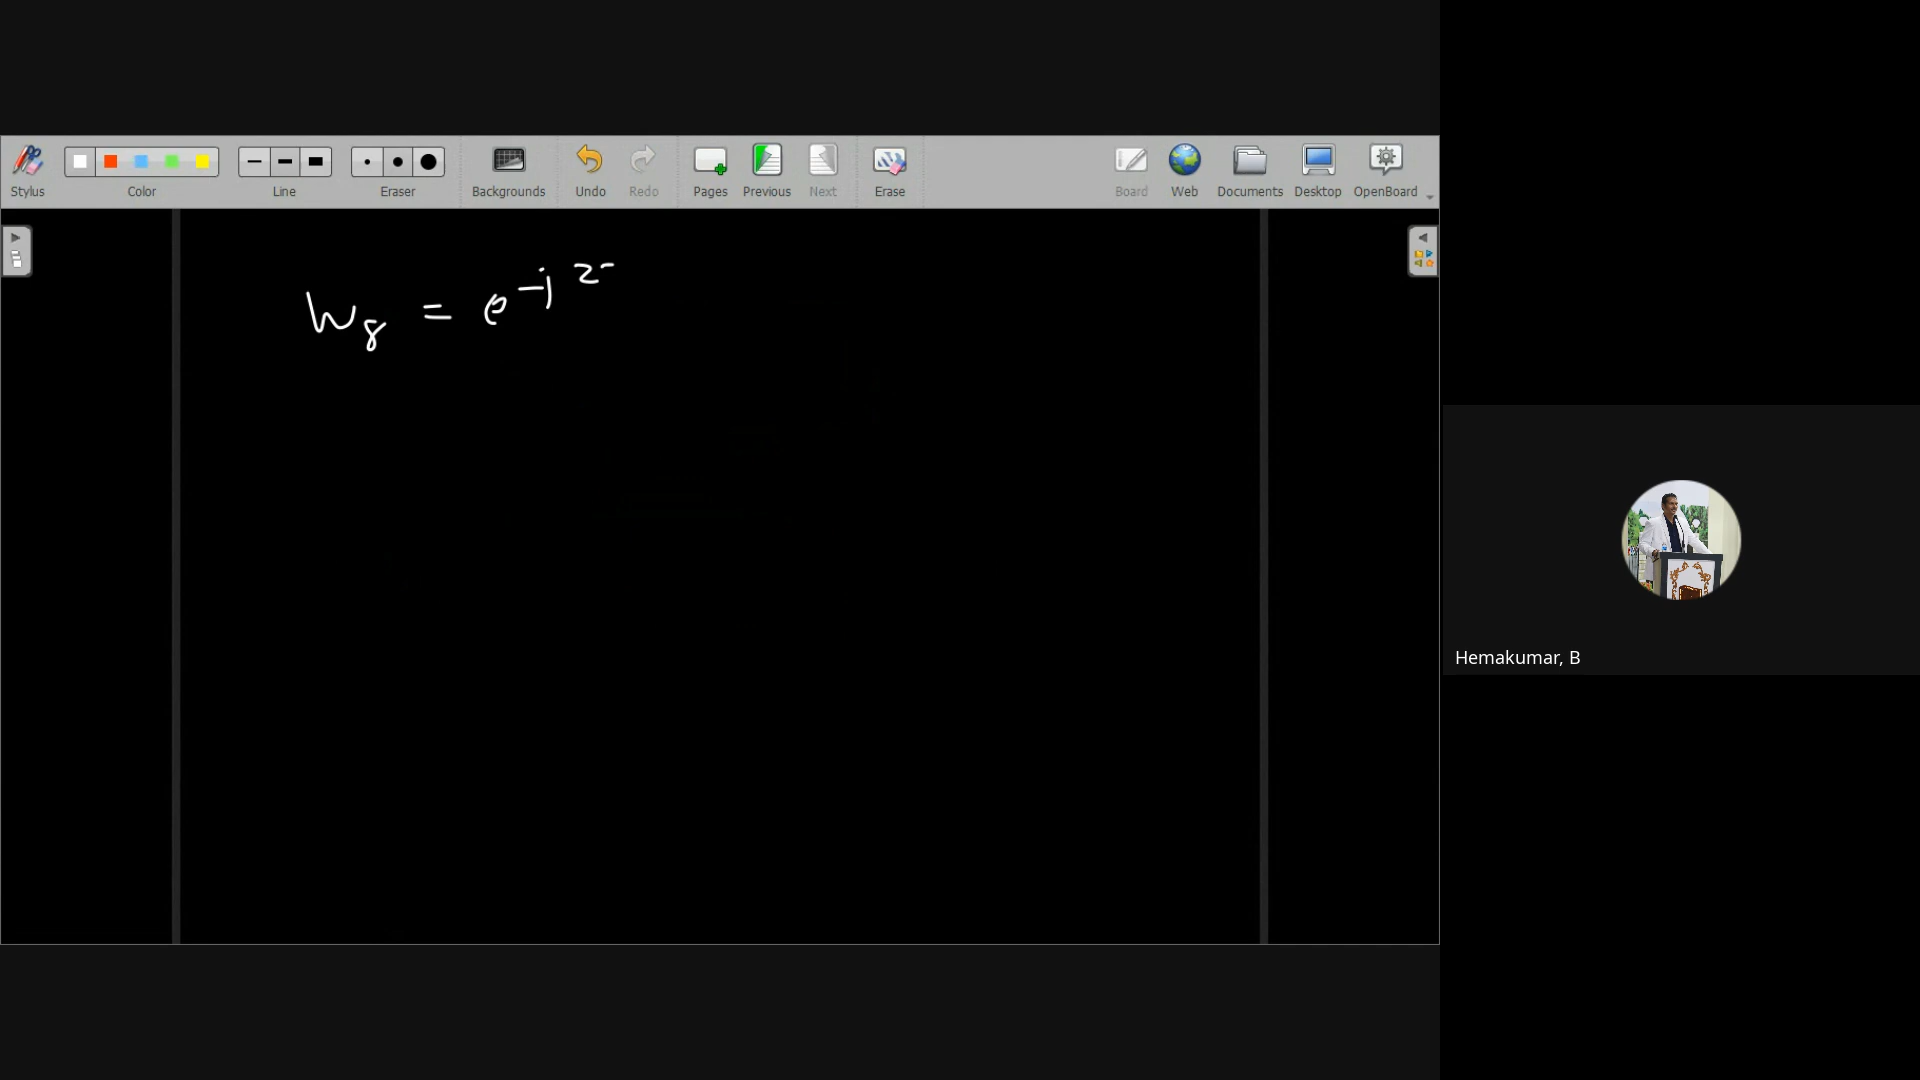 Stylus Color Line Eraser Backgrounds Undo Redo Pages Previous Next Erase Board Web Documents Desktop OpenBoard
W₈ = e^{-j 2-
Hemakumar, B